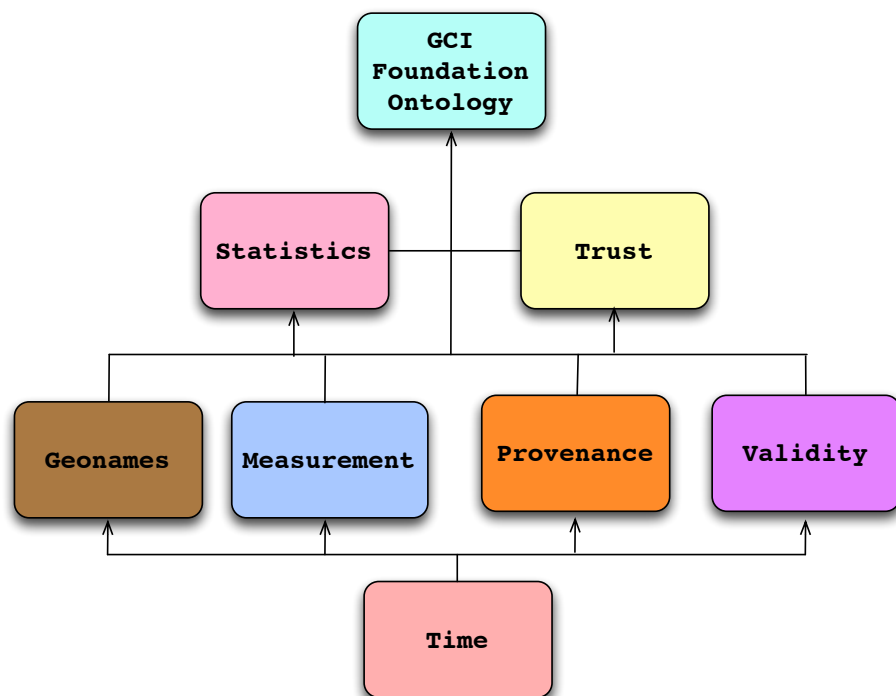 GCI
Foundation
Ontology
Statistics
Trust
Geonames
Measurement
Provenance
Validity
Time